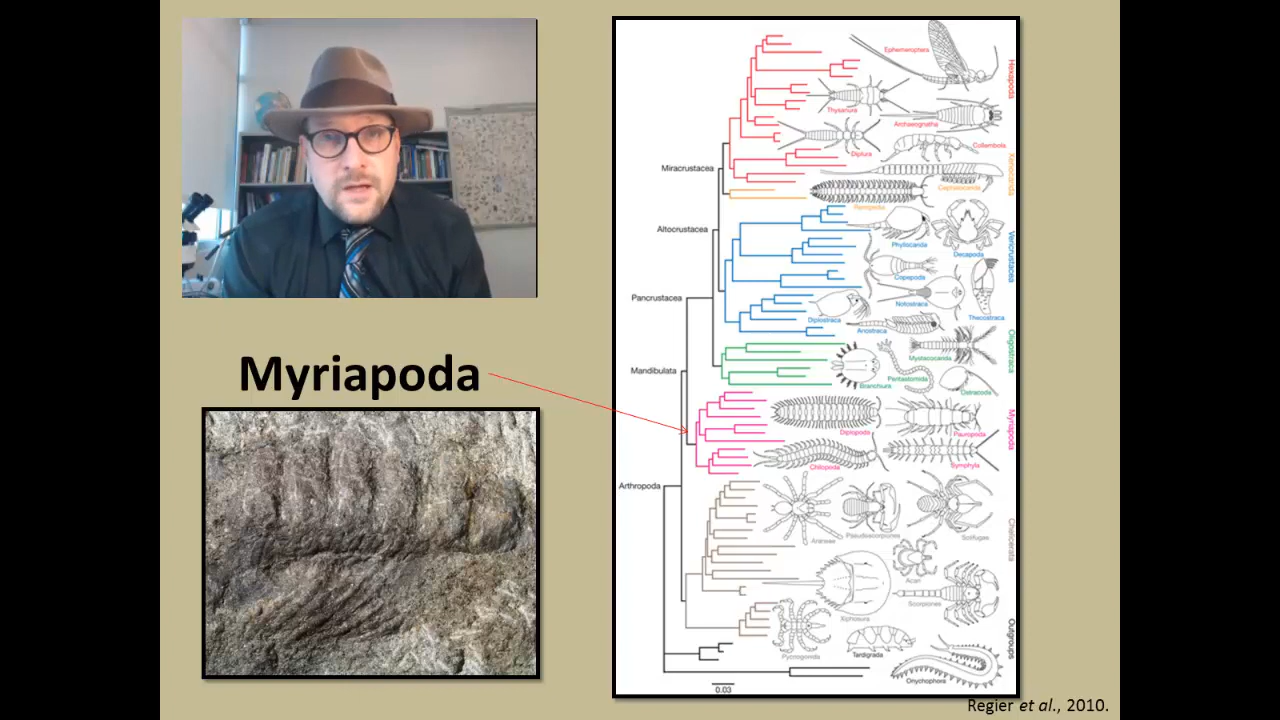 Myriapoda
Ephemeroptera
Hexapoda
Thysanura
Archaeognatha
Collembola
Diplura
Miracrustacea
Xenocarida
Cephalocarida
Remipedia
Altocrustacea
Phyllocarida
Decapoda
Vericrustacea
Copepoda
Notostraca
Thecostraca
Diplostraca
Anostraca
Pancrustacea
Oligostraca
Mystacocarida
Mandibulata
Pentastomida
Branchiura
Ostracoda
Myriapoda
Diplopoda
Pauropoda
Chilopoda
Symphyla
Arthropoda
Araneae
Pseudoscorpiones
Solifugae
Chelicerata
Acari
Scorpiones
Xiphosura
Outgroups
Pycnogonida
Tardigrada
Onychophora
0.03
Regier et al., 2010.